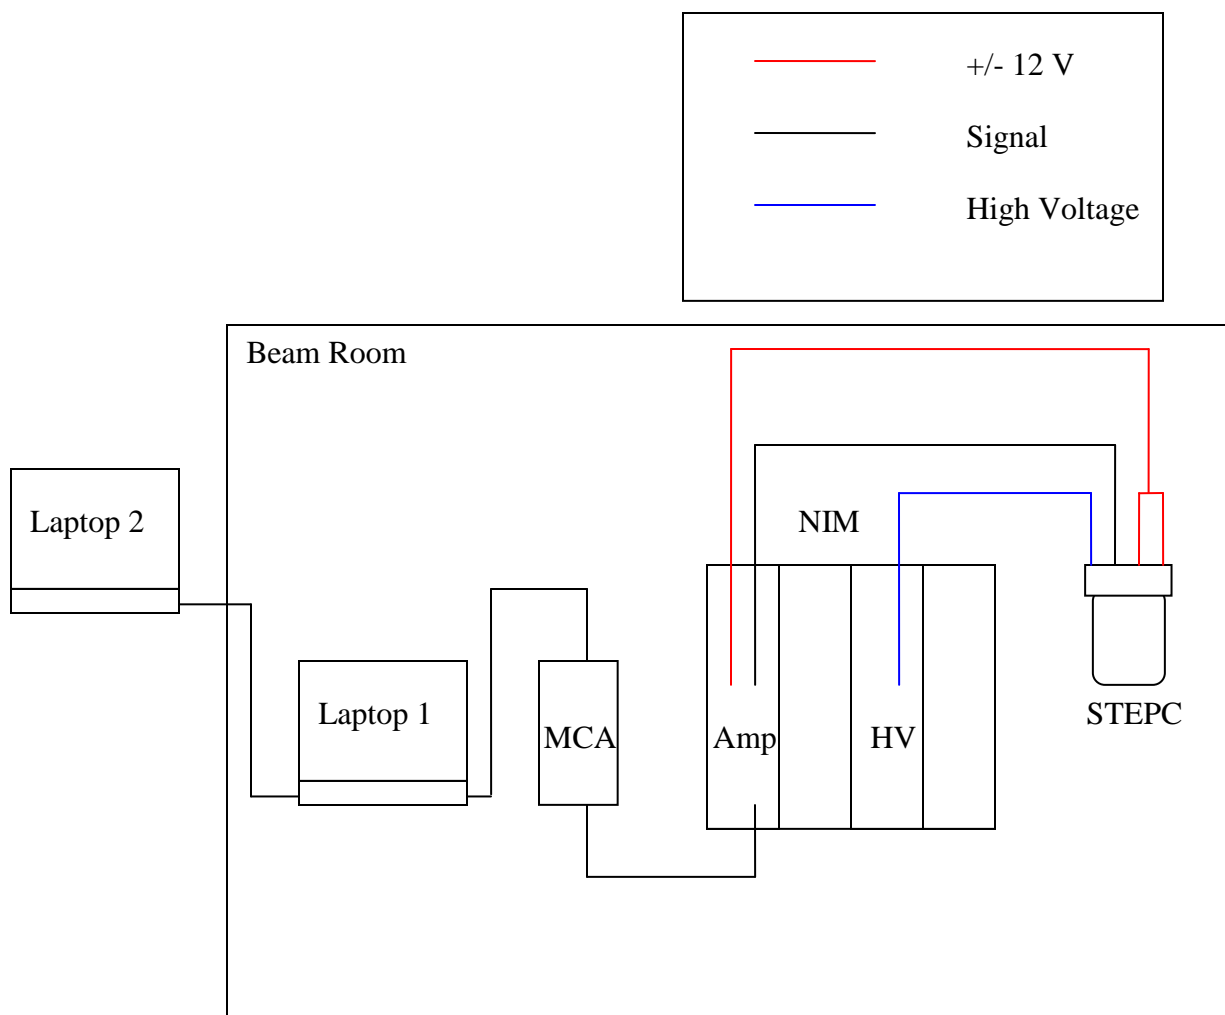 +/- 12 V
Signal
High Voltage
Beam Room
Laptop 2
NIM
Laptop 1
MCA
Amp
HV
STEPC